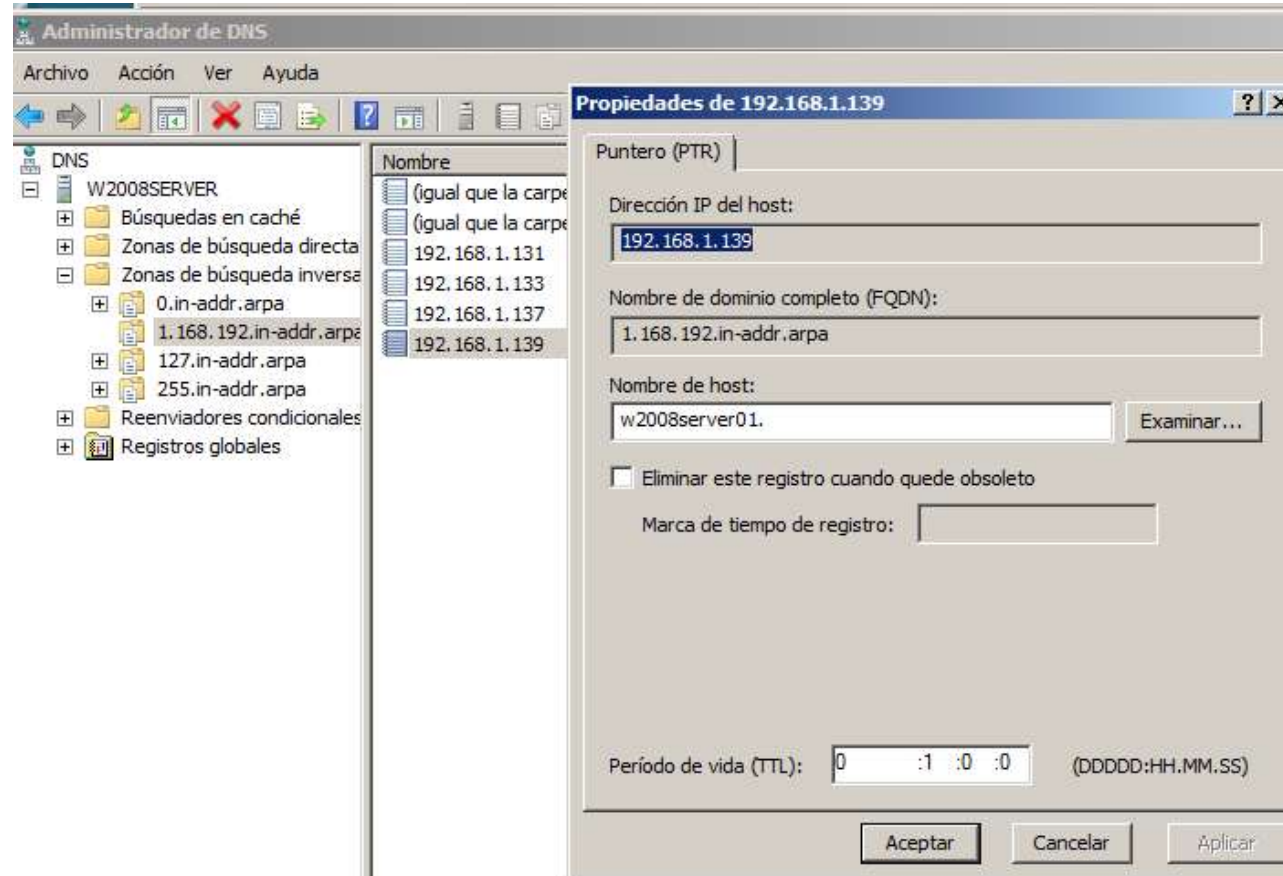 Administrador de DNS
Archivo Acción Ver Ayuda
DNS
W2008SERVER
Búsquedas en caché
Zonas de búsqueda directa
Zonas de búsqueda inversa
0.in-addr.arpa
1.168.192.in-addr.arpa
127.in-addr.arpa
255.in-addr.arpa
Reenviadores condicionales
Registros globales
Nombre
(igual que la carpe
(igual que la carpe
192.168.1.131
192.168.1.133
192.168.1.137
192.168.1.139
Propiedades de 192.168.1.139
Puntero (PTR)
Dirección IP del host:
192.168.1.139
Nombre de dominio completo (FQDN):
1.168.192.in-addr.arpa
Nombre de host:
w2008server01.
Examinar...
Eliminar este registro cuando quede obsoleto
Marca de tiempo de registro:
Período de vida (TTL): 0 :1 :0 :0 (DDDDD:HH.MM.SS)
Aceptar Cancelar Aplicar